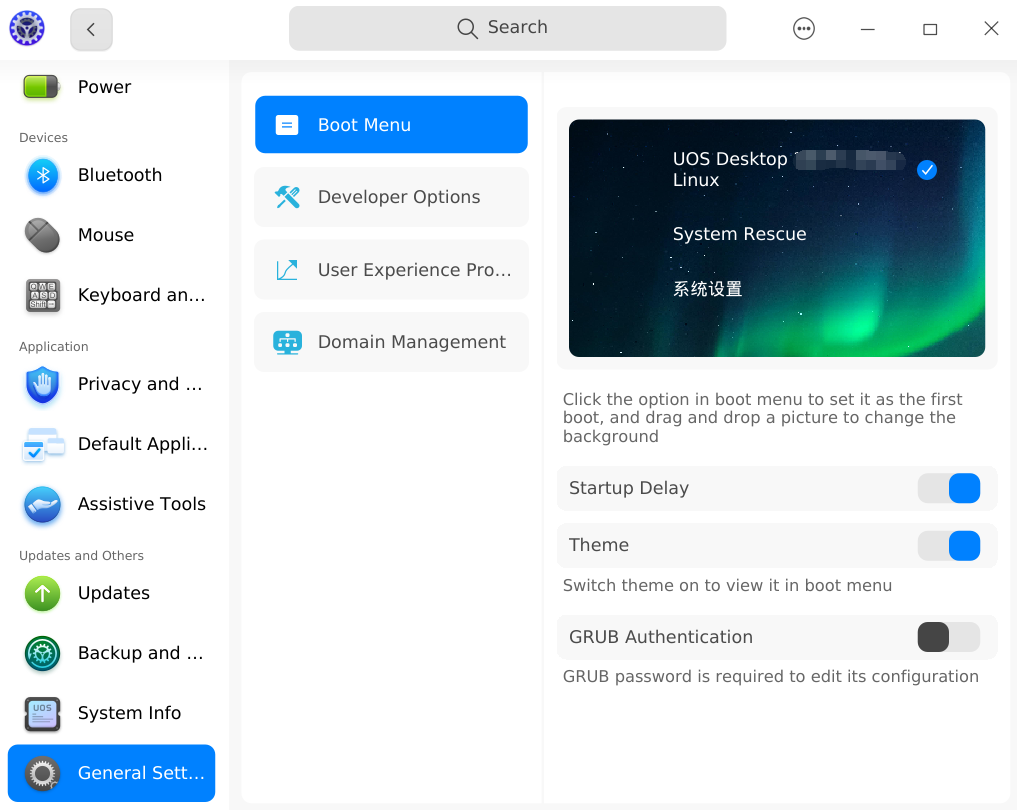 Search
Power
Devices
Bluetooth
Mouse
Keyboard an...
Application
Privacy and ...
Default Appli...
Assistive Tools
Updates and Others
Updates
Backup and ...
UOS
System Info
General Sett...
Boot Menu
Developer Options
User Experience Pro...
Domain Management
UOS Desktop
Linux
System Rescue
系统设置
Click the option in boot menu to set it as the first
boot, and drag and drop a picture to change the
background
Startup Delay
Theme
Switch theme on to view it in boot menu
GRUB Authentication
GRUB password is required to edit its configuration